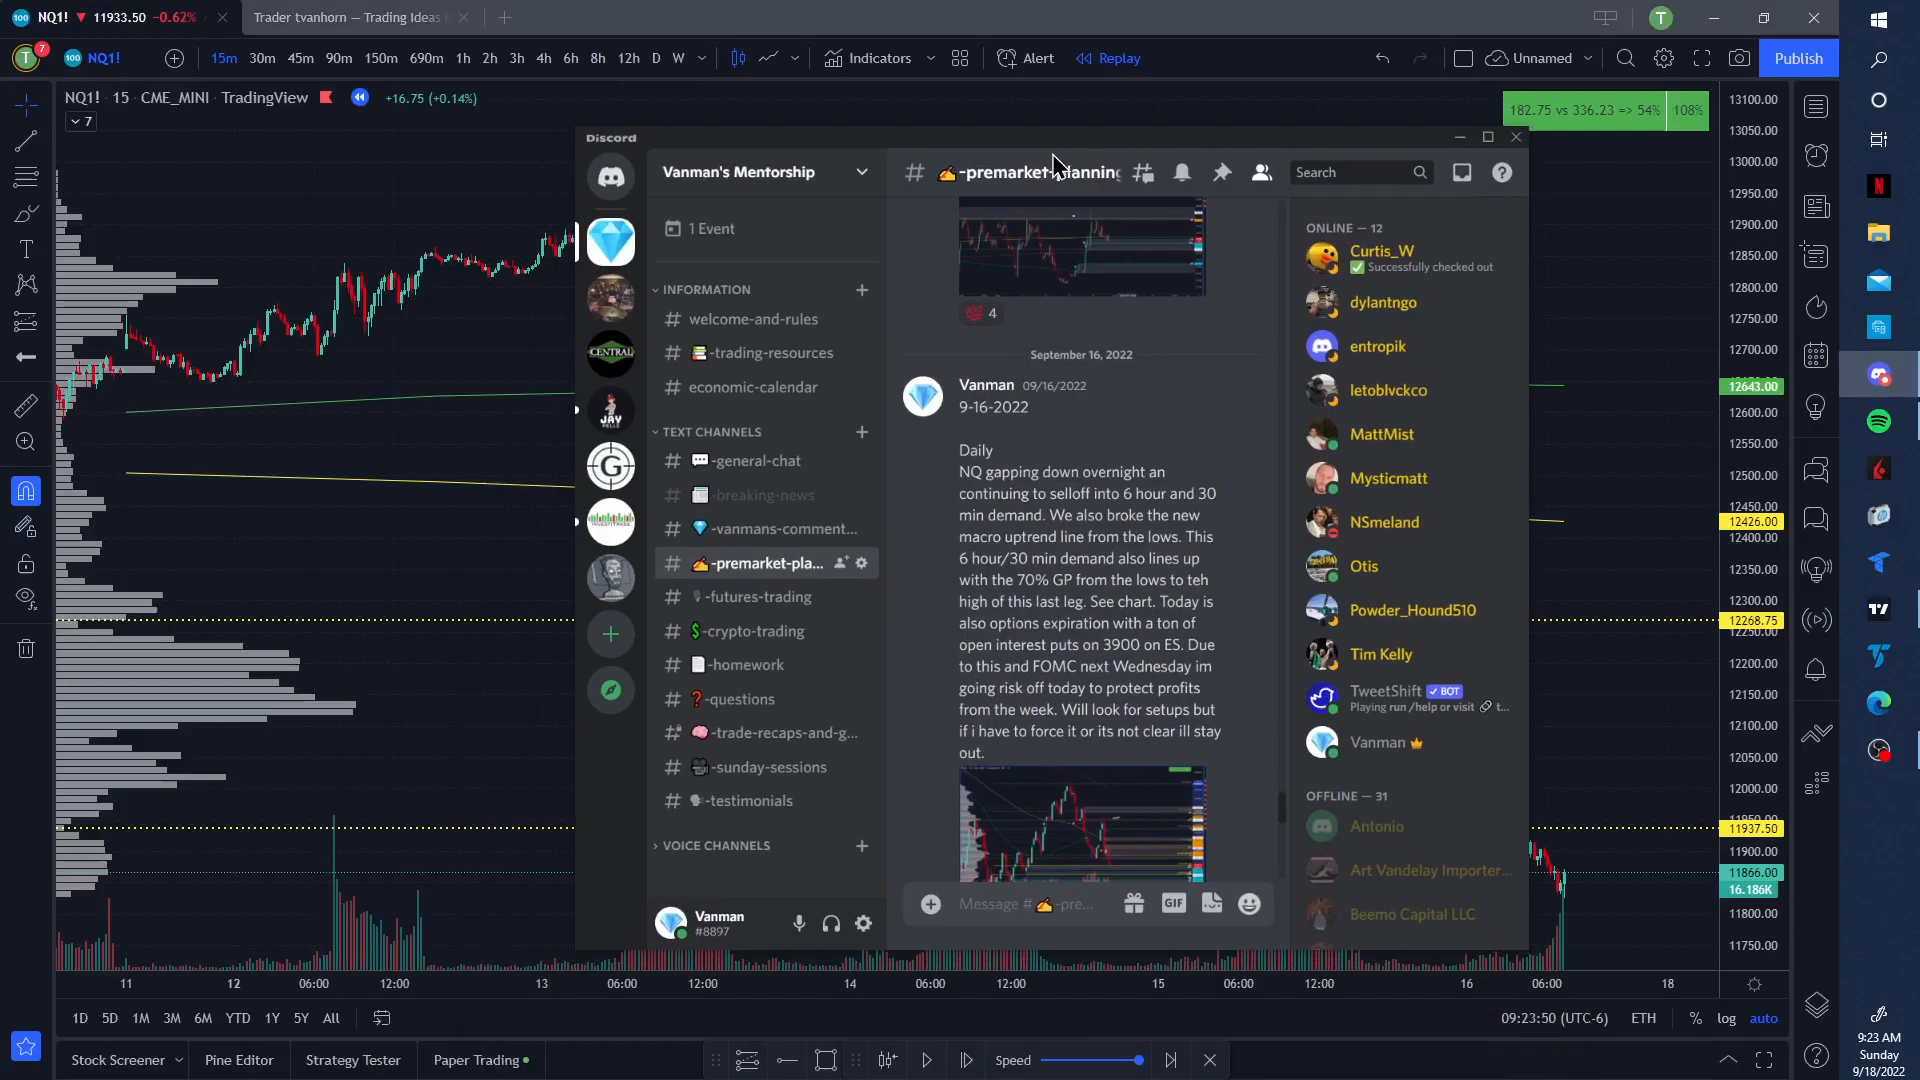 NQ1! ▼ 11933.50 −0.62%
Trader tvanhorn — Trading Ideas &
T
7
T
100 NQ1!
15m 30m 45m 90m 150m 690m 1h 2h 3h 4h 6h 8h 12h D W
Indicators
Alert
Replay
Unnamed
Publish
NQ1! · 15 · CME_MINI · TradingView
+16.75 (+0.14%)
7
182.75 vs 336.23 => 54% 108%
Discord
Vanman's Mentorship
1 Event
INFORMATION
welcome-and-rules
-trading-resources
economic-calendar
TEXT CHANNELS
-general-chat
-breaking-news
-vanmans-comment...
-premarket-pla...
-futures-trading
-crypto-trading
-homework
-questions
-trade-recaps-and-g...
-sunday-sessions
-testimonials
VOICE CHANNELS
Vanman
#8897
CENTRAL
JAY
# ✍-premarket-planning
Search
4
September 16, 2022
Vanman 09/16/2022
9-16-2022
Daily
NQ gapping down overnight an
continuing to selloff into 6 hour and 30
min demand. We also broke the new
macro uptrend line from the lows. This
6 hour/30 min demand also lines up
with the 70% GP from the lows to teh
high of this last leg. See chart. Today is
also options expiration with a ton of
open interest puts on 3900 on ES. Due
to this and FOMC next Wednesday im
going risk off today to protect profits
from the week. Will look for setups but
if i have to force it or its not clear ill stay
out.
Message #✍-pre...
GIF
ONLINE — 12
Curtis_W
Successfully checked out
dylantngo
entropik
letoblvckco
MattMist
Mysticmatt
NSmeland
Otis
Powder_Hound510
Tim Kelly
TweetShift ✓ BOT
Playing run /help or visit 🔗 t...
Vanman
OFFLINE — 31
Antonio
Art Vandelay Importer...
Beemo Capital LLC
13100.00
13050.00
13000.00
12950.00
12900.00
12850.00
12800.00
12750.00
12700.00
12643.00
12600.00
12550.00
12500.00
12450.00
12426.00
12400.00
12350.00
12300.00
12268.75
12250.00
12200.00
12150.00
12100.00
12050.00
12000.00
11950.00
11937.50
11900.00
11866.00
16.186K
11800.00
11750.00
11 12 06:00 12:00 13 06:00 12:00 14 06:00 12:00 15 06:00 12:00 16 06:00 18
1D 5D 1M 3M 6M YTD 1Y 5Y All
09:23:50 (UTC-6) ETH % log auto
Stock Screener Pine Editor Strategy Tester Paper Trading
Speed
9:23 AM
Sunday
9/18/2022